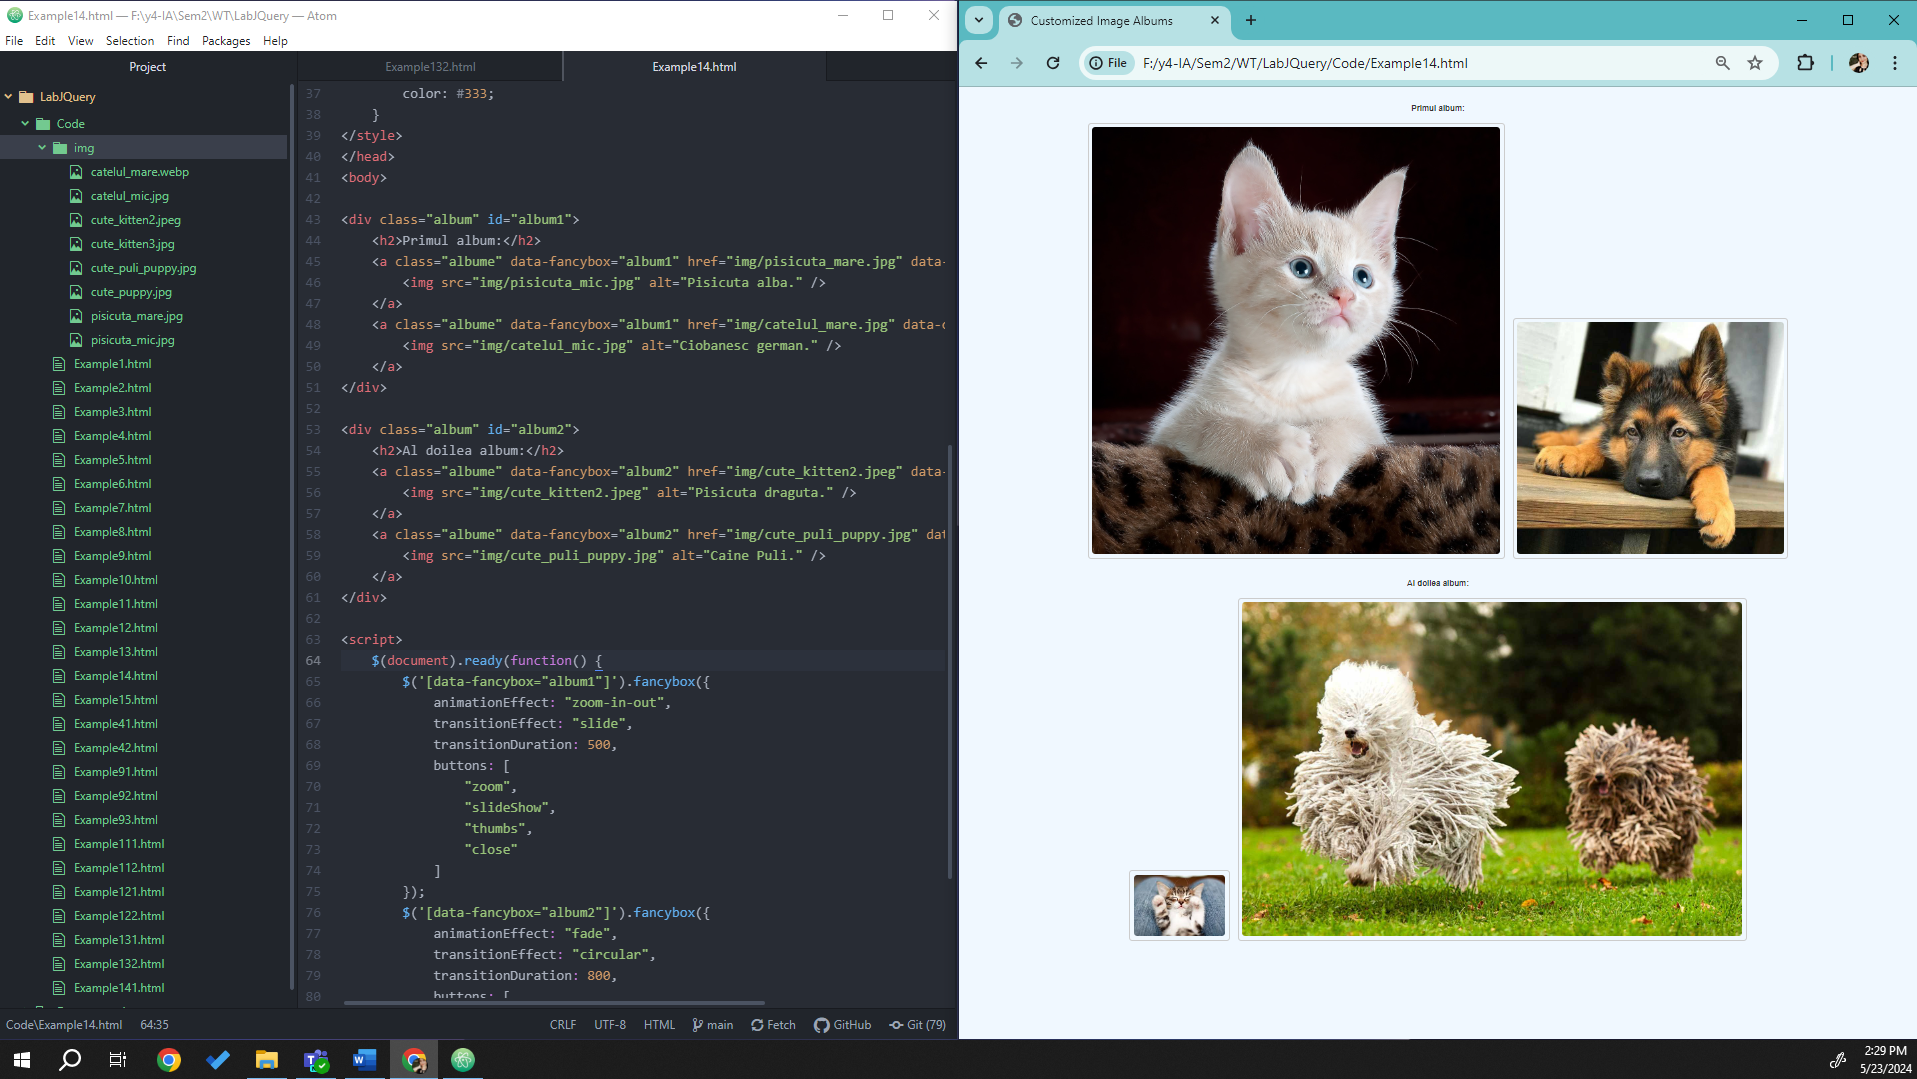 Example14.html — F:\y4-IA\Sem2\WT\LabJQuery — Atom
File Edit View Selection Find Packages Help
Project
LabJQuery
Code
img
catelul_mare.webp
catelul_mic.jpg
cute_kitten2.jpeg
cute_kitten3.jpg
cute_puli_puppy.jpg
cute_puppy.jpg
pisicuta_mare.jpg
pisicuta_mic.jpg
Example1.html
Example2.html
Example3.html
Example4.html
Example5.html
Example6.html
Example7.html
Example8.html
Example9.html
Example10.html
Example11.html
Example12.html
Example13.html
Example14.html
Example15.html
Example41.html
Example42.html
Example91.html
Example92.html
Example93.html
Example111.html
Example112.html
Example121.html
Example122.html
Example131.html
Example132.html
Example141.html
Example132.html Example14.html
37 color: #333;
38 }
39 </style>
40 </head>
41 <body>
42
43 <div class="album" id="album1">
44 <h2>Primul album:</h2>
45 <a class="albume" data-fancybox="album1" href="img/pisicuta_mare.jpg" data-
46 <img src="img/pisicuta_mic.jpg" alt="Pisicuta alba." />
47 </a>
48 <a class="albume" data-fancybox="album1" href="img/catelul_mare.jpg" data-c
49 <img src="img/catelul_mic.jpg" alt="Ciobanesc german." />
50 </a>
51 </div>
52
53 <div class="album" id="album2">
54 <h2>Al doilea album:</h2>
55 <a class="albume" data-fancybox="album2" href="img/cute_kitten2.jpeg" data-
56 <img src="img/cute_kitten2.jpeg" alt="Pisicuta draguta." />
57 </a>
58 <a class="albume" data-fancybox="album2" href="img/cute_puli_puppy.jpg" dat
59 <img src="img/cute_puli_puppy.jpg" alt="Caine Puli." />
60 </a>
61 </div>
62
63 <script>
64 $(document).ready(function() {
65 $('[data-fancybox="album1"]').fancybox({
66 animationEffect: "zoom-in-out",
67 transitionEffect: "slide",
68 transitionDuration: 500,
69 buttons: [
70 "zoom",
71 "slideShow",
72 "thumbs",
73 "close"
74 ]
75 });
76 $('[data-fancybox="album2"]').fancybox({
77 animationEffect: "fade",
78 transitionEffect: "circular",
79 transitionDuration: 800,
80 buttons: [
Code\Example14.html 64:35 CRLF UTF-8 HTML main Fetch GitHub Git (79)
Customized Image Albums
File F:/y4-IA/Sem2/WT/LabJQuery/Code/Example14.html
Primul album:
Al doilea album:
2:29 PM
5/23/2024